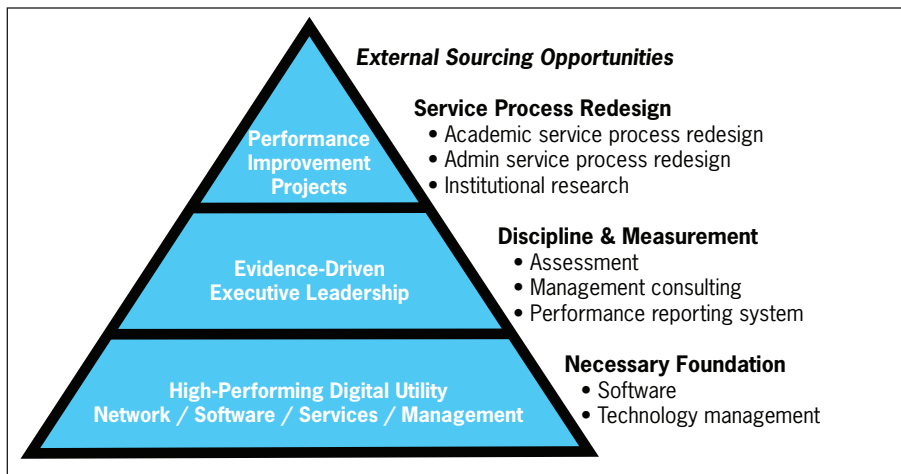 External Sourcing Opportunities
Performance
Improvement
Projects
Service Process Redesign
• Academic service process redesign
• Admin service process redesign
• Institutional research
Evidence-Driven
Executive Leadership
Discipline & Measurement
• Assessment
• Management consulting
• Performance reporting system
High-Performing Digital Utility
Network / Software / Services / Management
Necessary Foundation
• Software
• Technology management